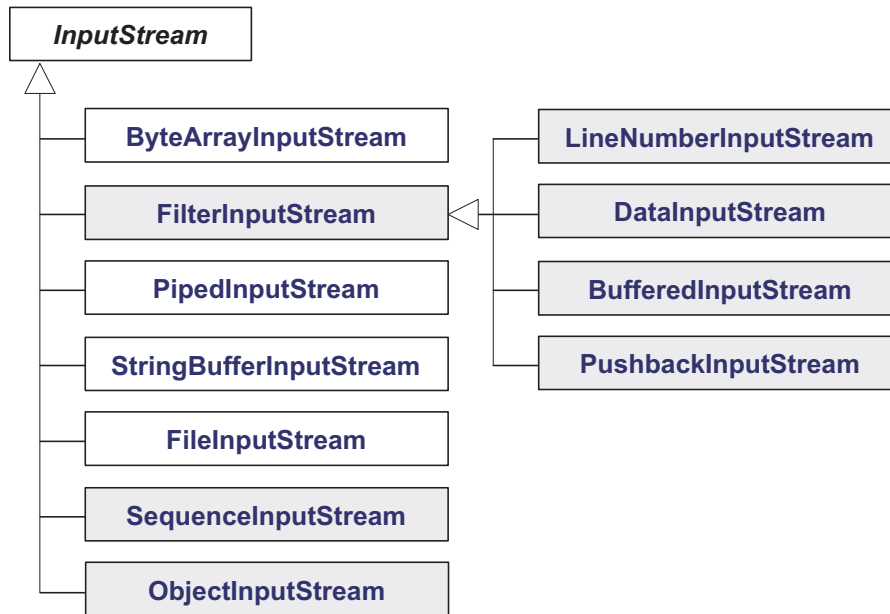 InputStream
ByteArrayInputStream
FilterInputStream
PipedInputStream
StringBufferInputStream
FileInputStream
SequenceInputStream
ObjectInputStream
LineNumberInputStream
DataInputStream
BufferedInputStream
PushbackInputStream